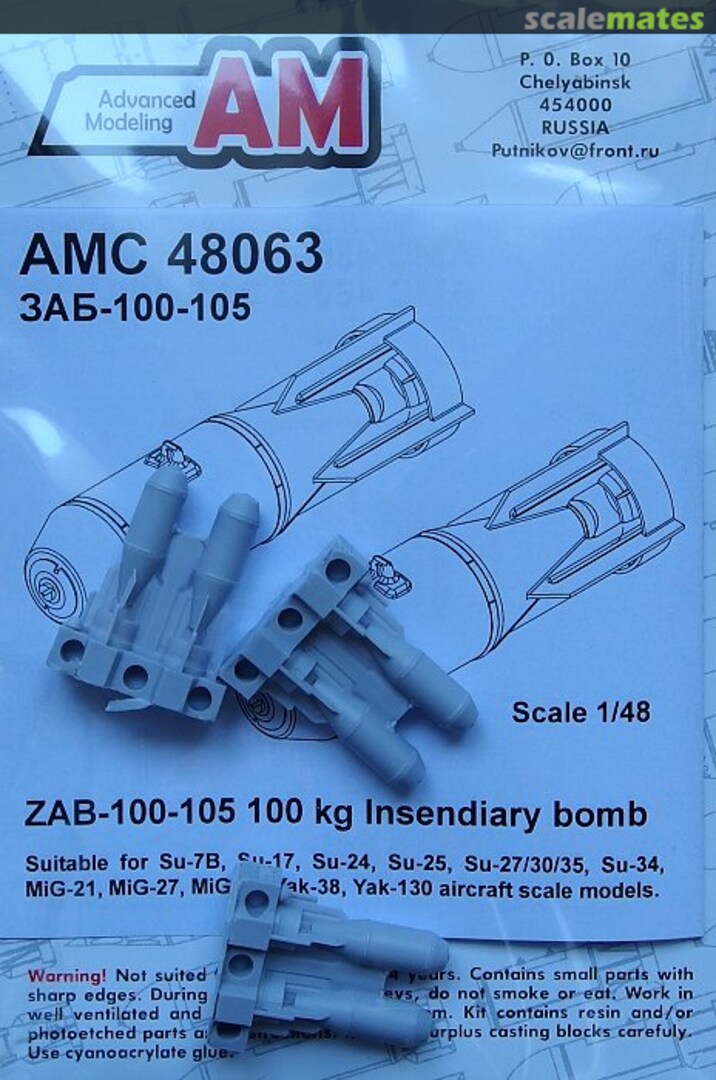 scalemates
Advanced
Modeling
AM
P. O. Box 10
Chelyabinsk
454000
RUSSIA
Putnikov@front.ru
AMC 48063
ЗАБ-100-105
Scale 1/48
ZAB-100-105 100 kg Insendiary bomb
Suitable for Su-7B, Su-17, Su-24, Su-25, Su-27/30/35, Su-34,
MiG-21, MiG-27, MiG Yak-38, Yak-130 aircraft scale models.
Warning! Not suited years. Contains small parts with
sharp edges. During do not smoke or eat. Work in
well ventilated and Kit contains resin and/or
photoetched parts surplus casting blocks carefuly.
Use cyanoacrylate glue.